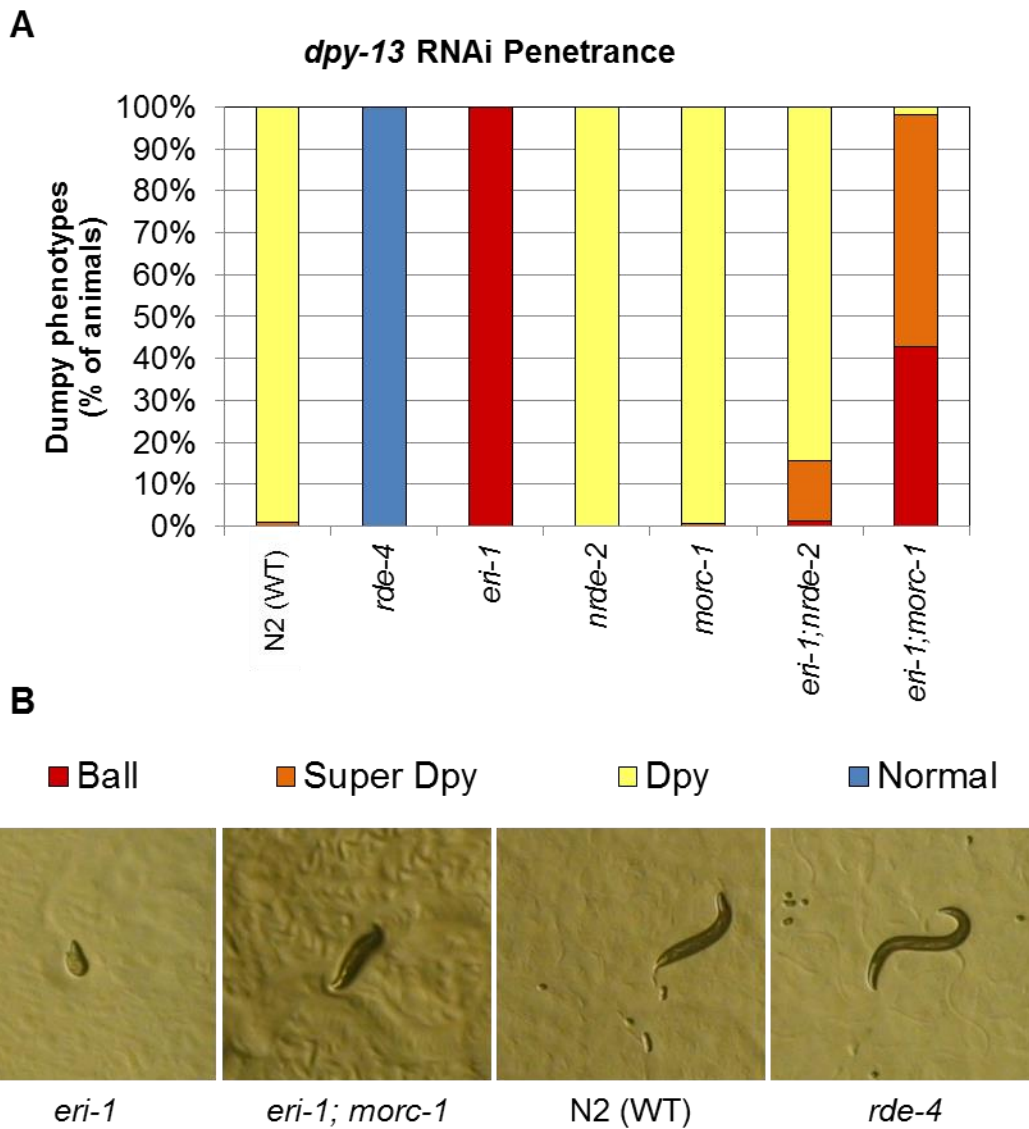 A
dpy-13 RNAi Penetrance
Dumpy phenotypes
(% of animals)
100%
90%
80%
70%
60%
50%
40%
30%
20%
10%
0%
N2 (WT)
rde-4
eri-1
nrde-2
morc-1
eri-1;nrde-2
eri-1;morc-1
B
Ball
Super Dpy
Dpy
Normal
eri-1
eri-1; morc-1
N2 (WT)
rde-4